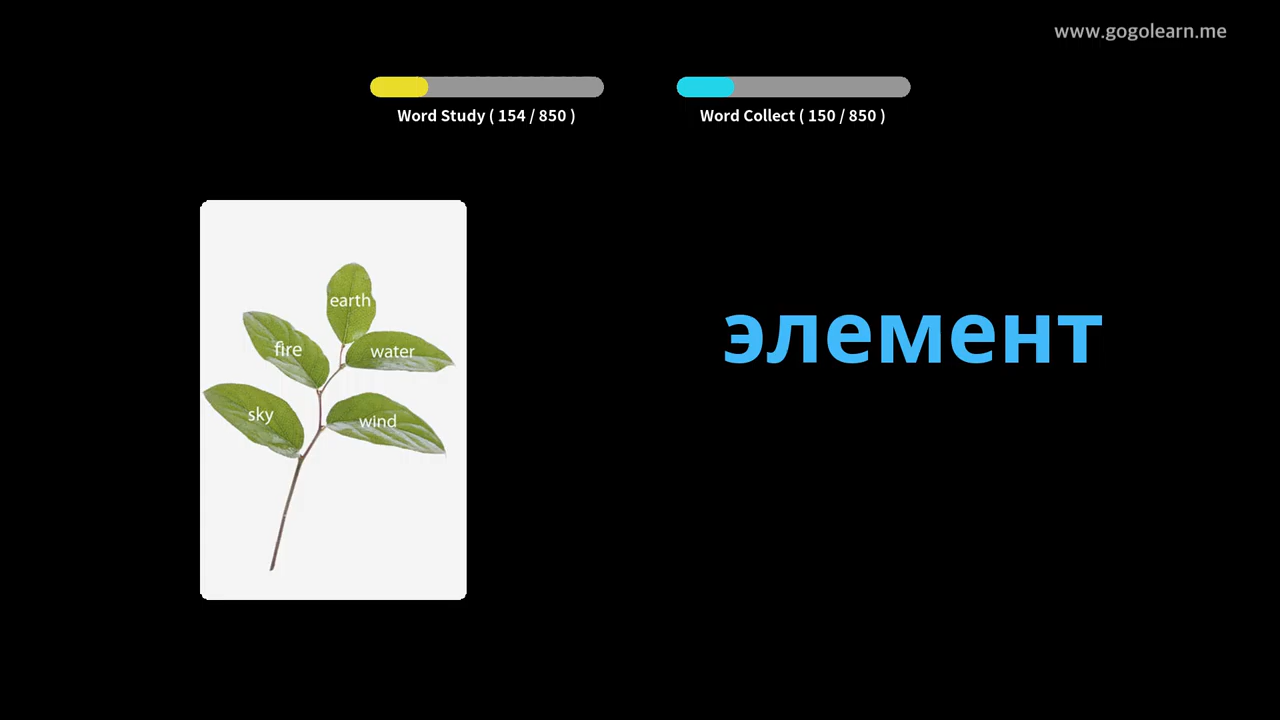 www.gogolearn.me
Word Study ( 154 / 850 )
Word Collect ( 150 / 850 )
earth
fire
water
sky
wind
элемент